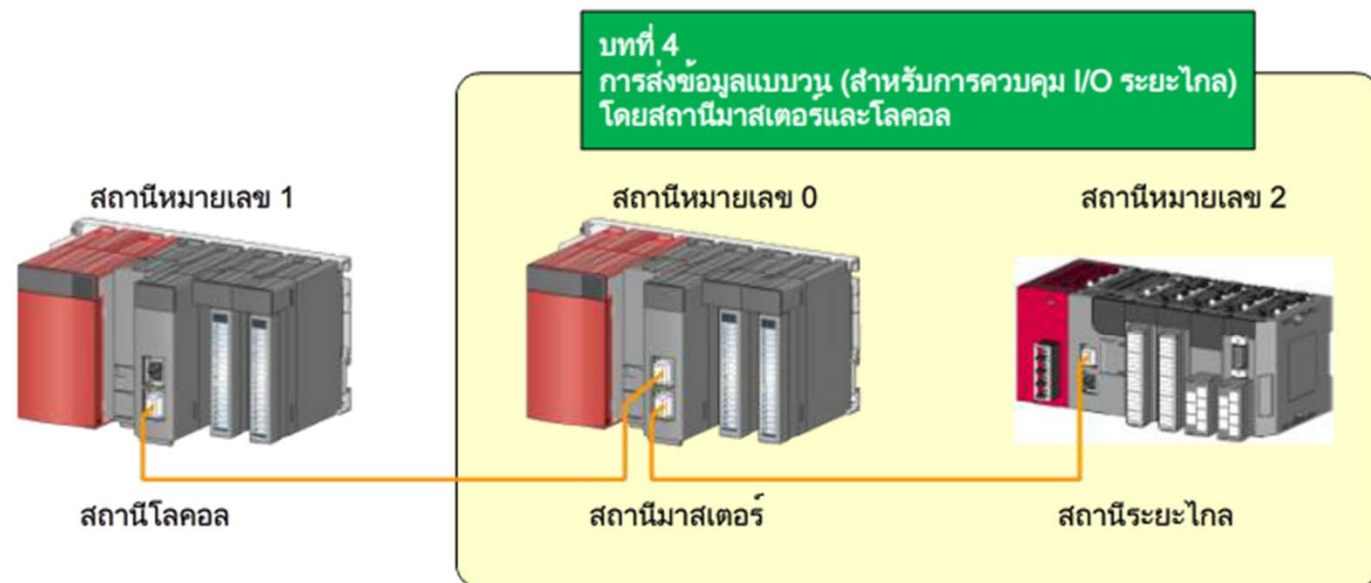 บทที่ 4
การส่งข้อมูลแบบวน (สำหรับการควบคุม I/O ระยะไกล)
โดยสถานีมาสเตอร์และโลคอล
สถานีหมายเลข 1
สถานีหมายเลข 0
สถานีหมายเลข 2
สถานีโลคอล
สถานีมาสเตอร์
สถานีระยะไกล